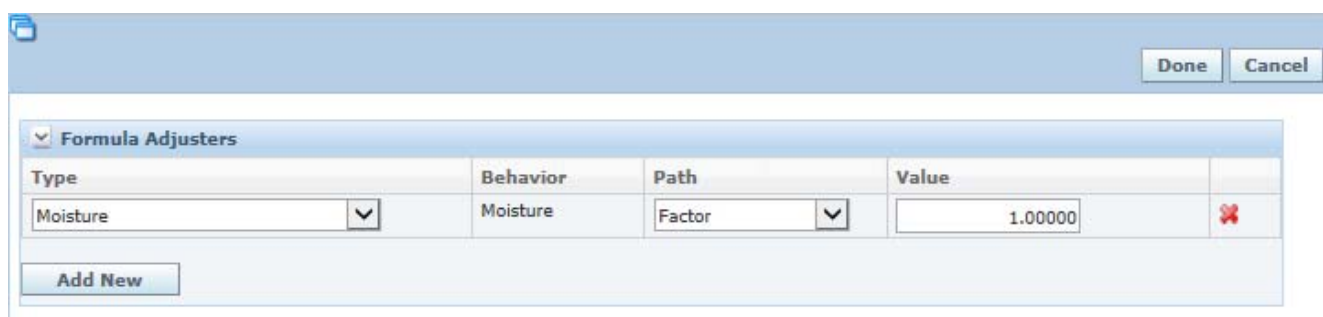 Done Cancel
Formula Adjusters
Type Behavior Path Value
Moisture Moisture Factor 1.00000
Add New